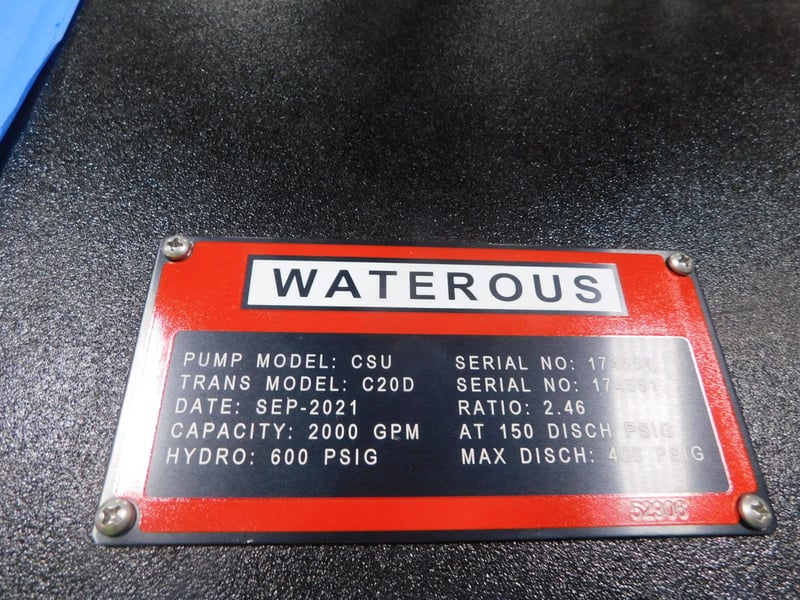 WATEROUS
PUMP MODEL: CSU SERIAL NO:
TRANS MODEL: C20D SERIAL NO:
DATE: SEP-2021 RATIO: 2.46
CAPACITY: 2000 GPM AT 150 DISCH PSIG
HYDRO: 600 PSIG MAX DISCH: 400 PSIG